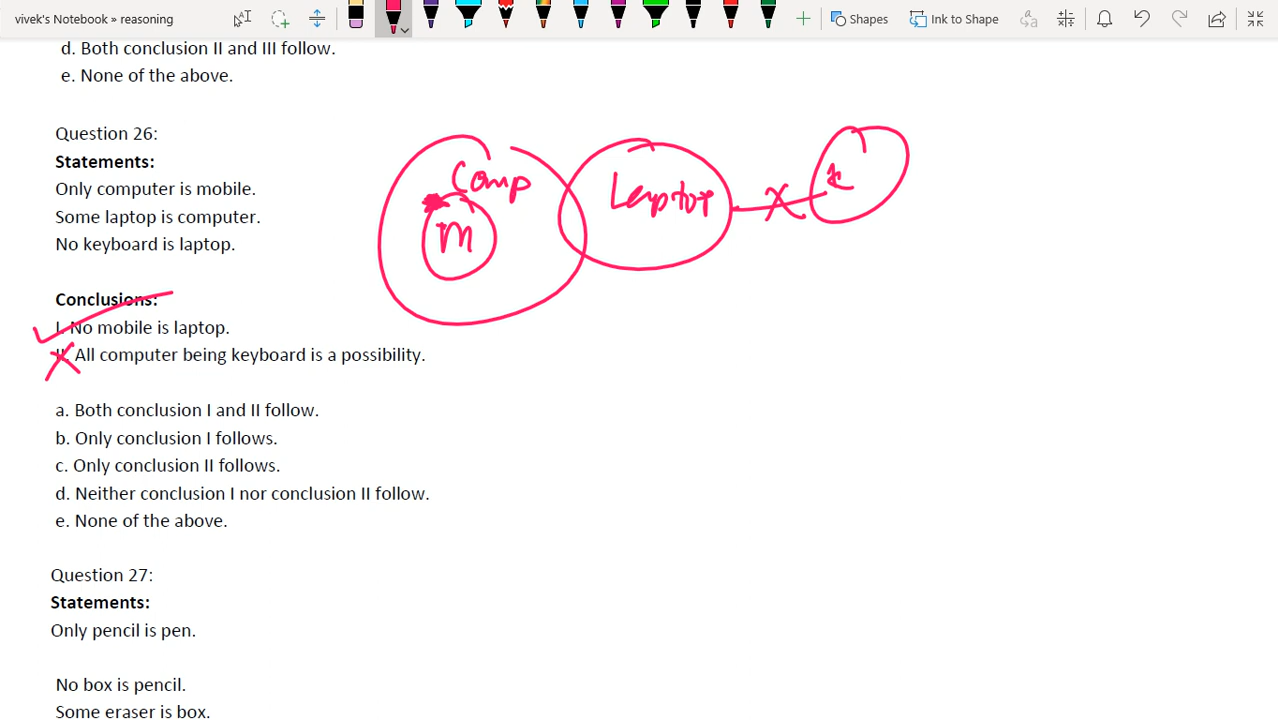 vivek's Notebook » reasoning
Shapes
Ink to Shape
d. Both conclusion II and III follow.
e. None of the above.
Question 26:
Statements:
Only computer is mobile.
Some laptop is computer.
No keyboard is laptop.
Comp
M
Laptop
k
Conclusions:
I. No mobile is laptop.
II. All computer being keyboard is a possibility.
a. Both conclusion I and II follow.
b. Only conclusion I follows.
c. Only conclusion II follows.
d. Neither conclusion I nor conclusion II follow.
e. None of the above.
Question 27:
Statements:
Only pencil is pen.
No box is pencil.
Some eraser is box.